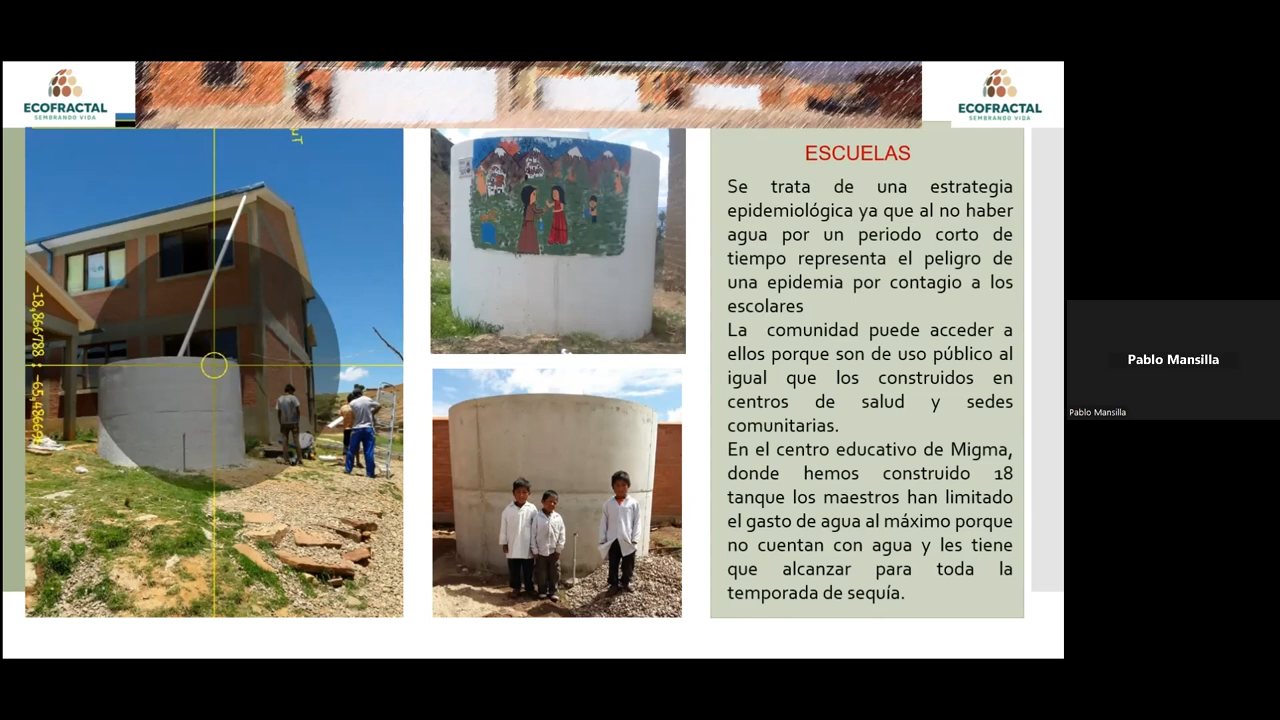 ECOFRACTAL
SEMBRANDO VIDA
ECOFRACTAL
SEMBRANDO VIDA
ESCUELAS
Se trata de una estrategia
epidemiológica ya que al no haber
agua por un periodo corto de
tiempo representa el peligro de
una epidemia por contagio a los
escolares
La comunidad puede acceder a
ellos porque son de uso público al
igual que los construidos en
centros de salud y sedes
comunitarias.
En el centro educativo de Migma,
donde hemos construido 18
tanque los maestros han limitado
el gasto de agua al máximo porque
no cuentan con agua y les tiene
que alcanzar para toda la
temporada de sequía.
Pablo Mansilla
Pablo Mansilla